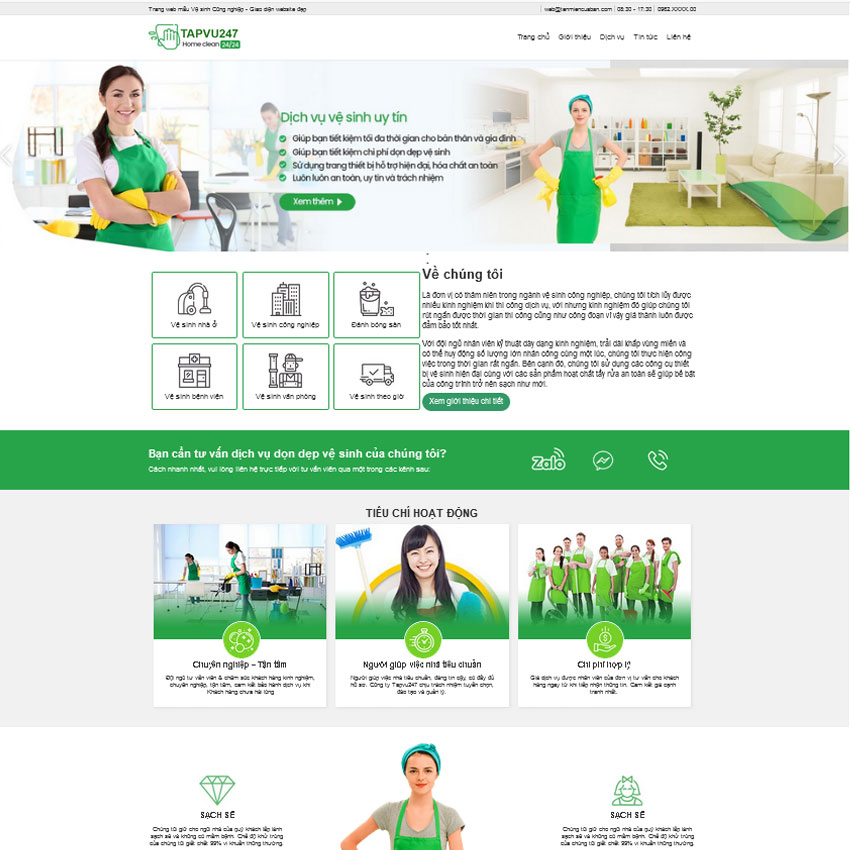 Trang web mẫu Vệ sinh Công nghiệp - Giao diện website đẹp
web@tenmiencuaban.com | 08:30 - 17:30 | 0982.XXXX.00
TAPVU247
Home clean 24/24
Trang chủ Giới thiệu Dịch vụ Tin tức Liên hệ
Dịch vụ vệ sinh uy tín
Giúp bạn tiết kiệm tối đa thời gian cho bản thân và gia đình
Giúp bạn tiết kiệm chi phí dọn dẹp vệ sinh
Sử dụng trang thiết bị hỗ trợ hiện đại, hóa chất an toàn
Luôn luôn an toàn, uy tín và trách nhiệm
Xem thêm
Vệ sinh nhà ở
Vệ sinh công nghiệp
Đánh bóng sàn
Vệ sinh bệnh viện
Vệ sinh văn phòng
Vệ sinh theo giờ
Về chúng tôi
Là đơn vị có thâm niên trong ngành vệ sinh công nghiệp, chúng tôi tích lũy được
nhiều kinh nghiệm khi thi công dịch vụ, với nhưng kinh nghiệm đó giúp chúng tôi
rút ngắn được thời gian thi công cũng như công đoạn vì vậy giá thành luôn được
đảm bảo tốt nhất.
Với đội ngũ nhân viên kỹ thuật dày dạng kinh nghiệm, trải dài khắp vùng miền và
có thể huy động số lượng lớn nhân công cùng một lúc, chúng tôi thực hiện công
việc trong thời gian rất ngắn. Bên cạnh đó, chúng tôi sử dụng các công cụ thiết
bị vệ sinh hiện đại cùng với các sản phẩm hoạt chất tẩy rửa an toàn sẽ giúp bề bặt
của công trình trở nên sạch như mới.
Xem giới thiệu chi tiết
Bạn cần tư vấn dịch vụ dọn dẹp vệ sinh của chúng tôi?
Cách nhanh nhất, vui lòng liên hệ trực tiếp với tư vấn viên qua một trong các kênh sau:
Zalo
TIÊU CHÍ HOẠT ĐỘNG
Chuyên nghiệp – Tận tâm
Đội ngũ tư vấn viên & chăm sóc khách hàng kinh nghiệm,
chuyên nghiệp, tận tâm, cam kết bảo hành dịch vụ khi
Khách hàng chưa hài lòng
Người giúp việc nhà tiêu chuẩn
Người giúp việc nhà tiêu chuẩn, đáng tin cậy, có đầy đủ
hồ sơ. Công ty Tapvu247 chịu trách nhiệm tuyển chọn,
đào tạo và quản lý.
Chi phí hợp lý
Giá dịch vụ được nhân viên của đơn vị tư vấn cho khách
hàng ngay từ khi tiếp nhận thông tin. Cam kết giá cạnh
tranh nhất.
SẠCH SẼ
Chúng tôi giữ cho ngôi nhà của quý khách lấp lánh
sạch sẽ và không có mầm bệnh. Chế độ khử trùng
của chúng tôi giết chết 99% vi khuẩn thông thường.
SẠCH SẼ
Chúng tôi giữ cho ngôi nhà của quý khách lấp lánh
sạch sẽ và không có mầm bệnh. Chế độ khử trùng
của chúng tôi giết chết 99% vi khuẩn thông thường.